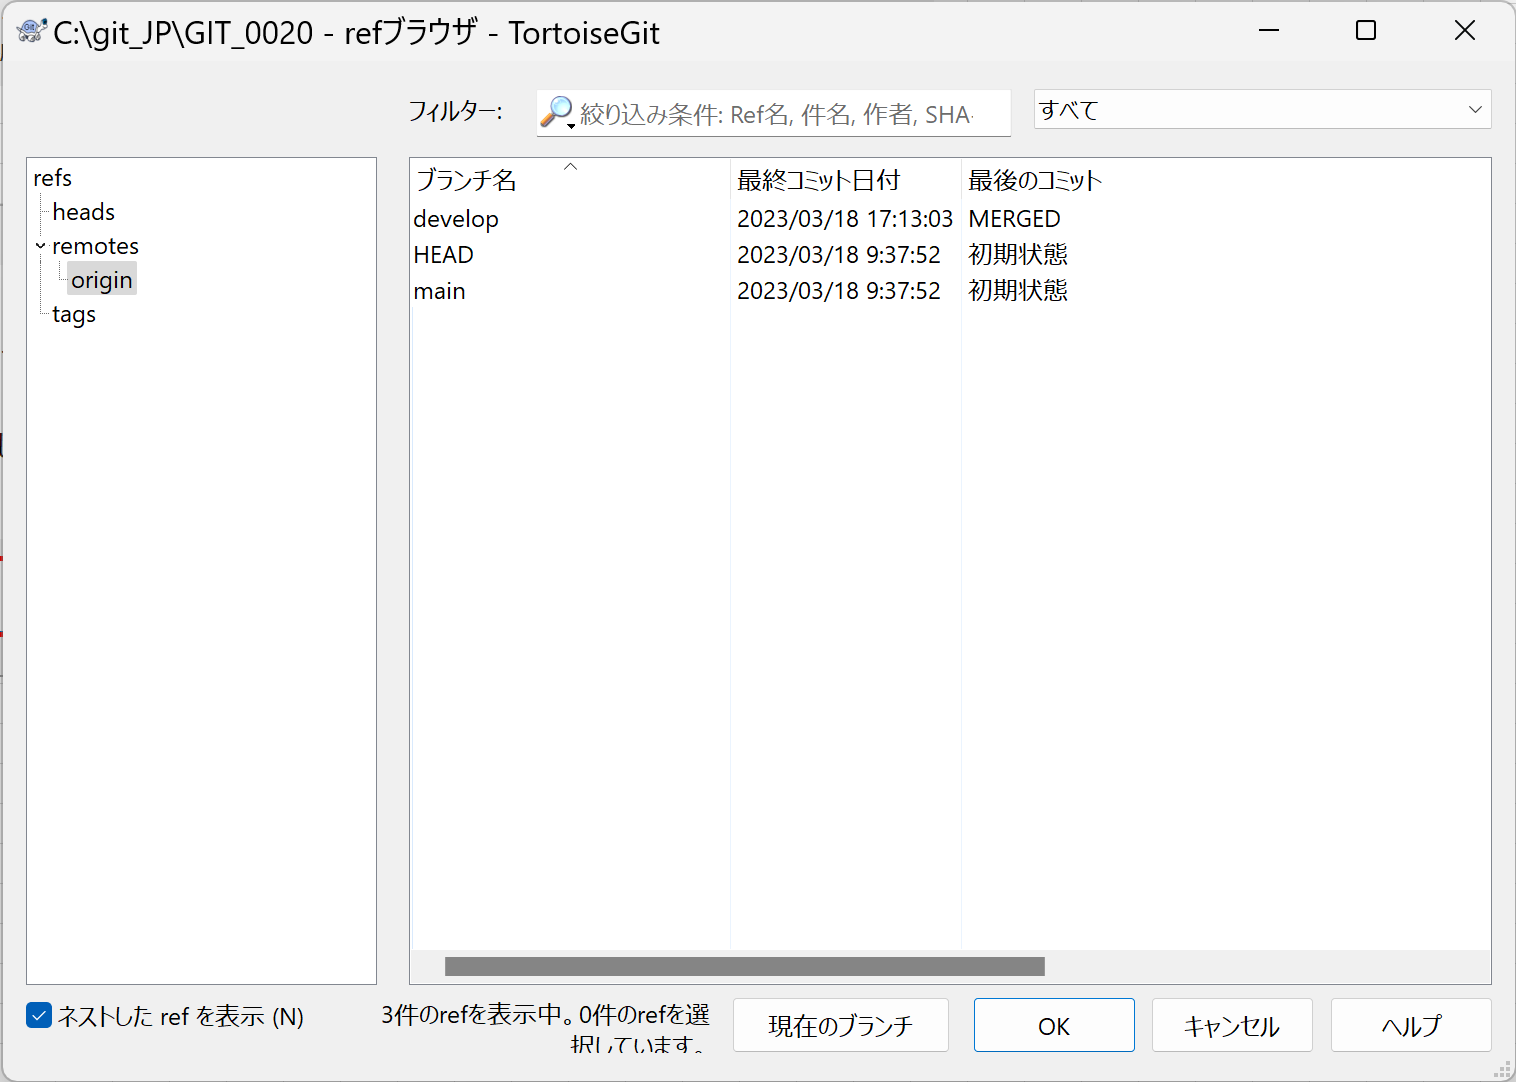 C:\git_JP\GIT_0020 - refブラウザ - TortoiseGit
フィルター:
絞り込み条件: Ref名, 件名, 作者, SHA-
すべて
refs
heads
remotes
origin
tags
ブランチ名 最終コミット日付 最後のコミット
develop 2023/03/18 17:13:03 MERGED
HEAD 2023/03/18 9:37:52 初期状態
main 2023/03/18 9:37:52 初期状態
ネストした ref を表示 (N)
3件のrefを表示中。0件のrefを選
択しています。
現在のブランチ
OK
キャンセル
ヘルプ